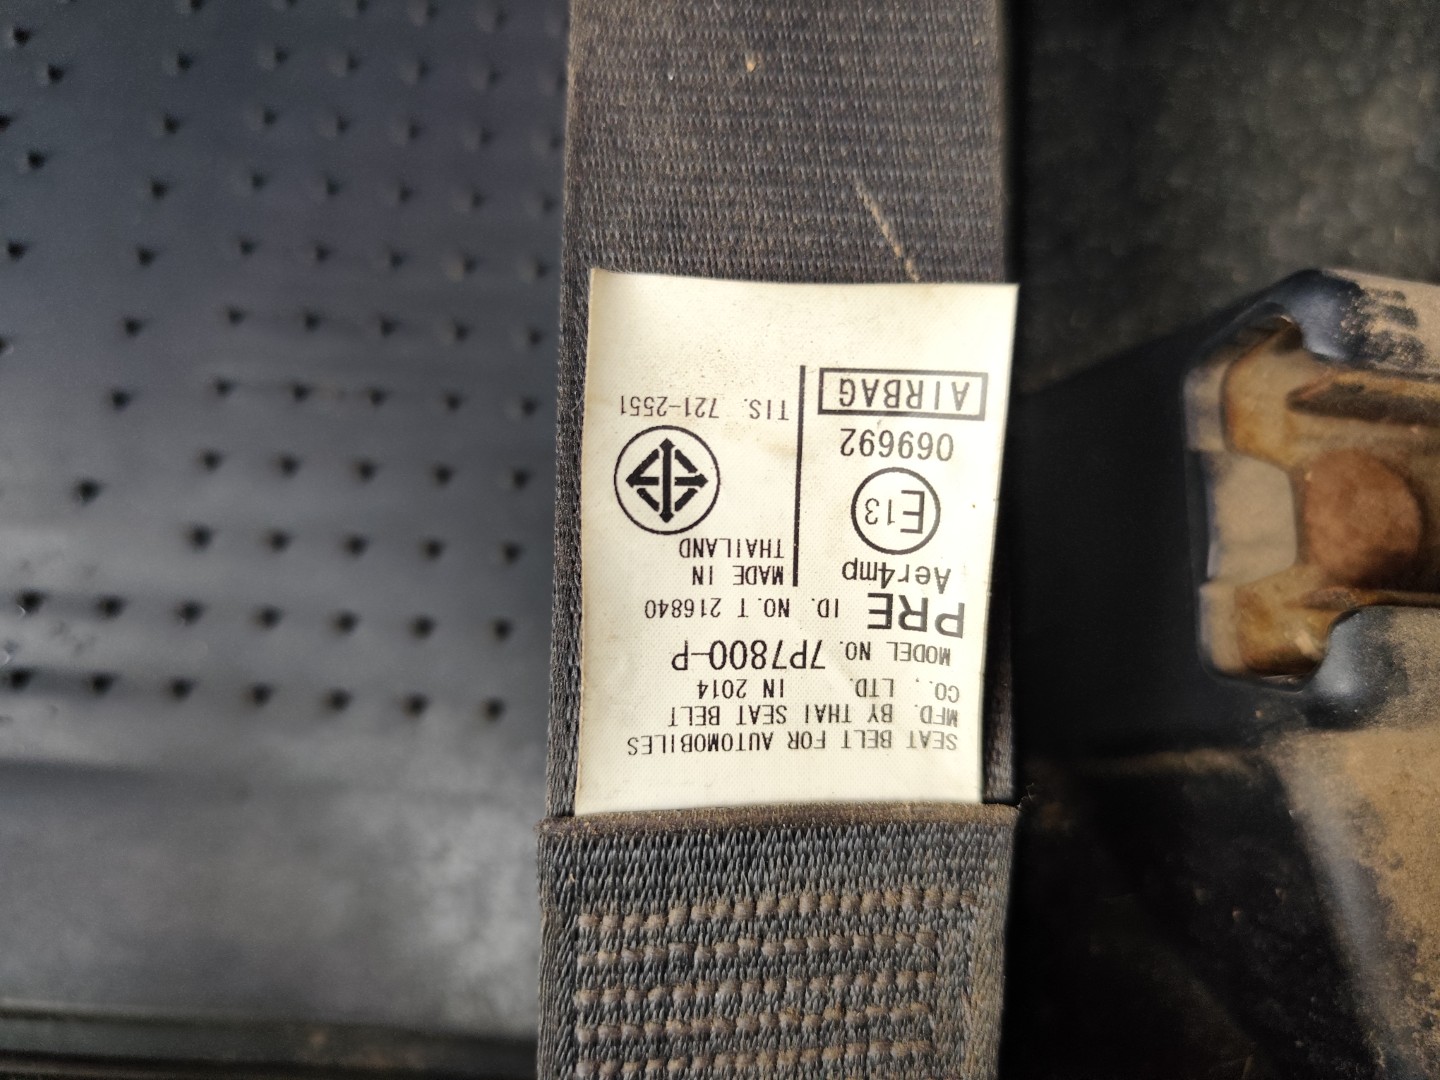 SEAT BELT FOR AUTOMOBILES
MFD. BY THAI SEAT BELT
CO., LTD. IN 2014
MODEL NO. 7P7800-P
PRE ID. NO. T 216840
Aer4mp
E13
069692
AIRBAG
MADE IN
THAILAND
TIS. 721-2551